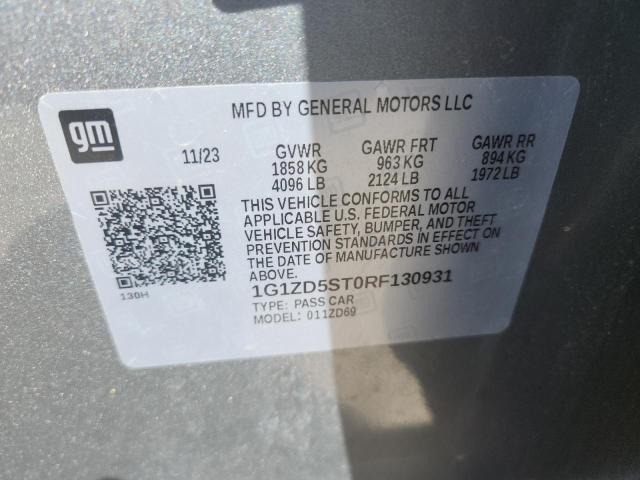 gm
MFD BY GENERAL MOTORS LLC
11/23 GVWR GAWR FRT GAWR RR
1858 KG 963 KG 894 KG
4096 LB 2124 LB 1972 LB
THIS VEHICLE CONFORMS TO ALL
APPLICABLE U.S. FEDERAL MOTOR
VEHICLE SAFETY, BUMPER, AND THEFT
PREVENTION STANDARDS IN EFFECT ON
THE DATE OF MANUFACTURE SHOWN
ABOVE.
130H
1G1ZD5ST0RF130931
TYPE: PASS CAR
MODEL: 011ZD69